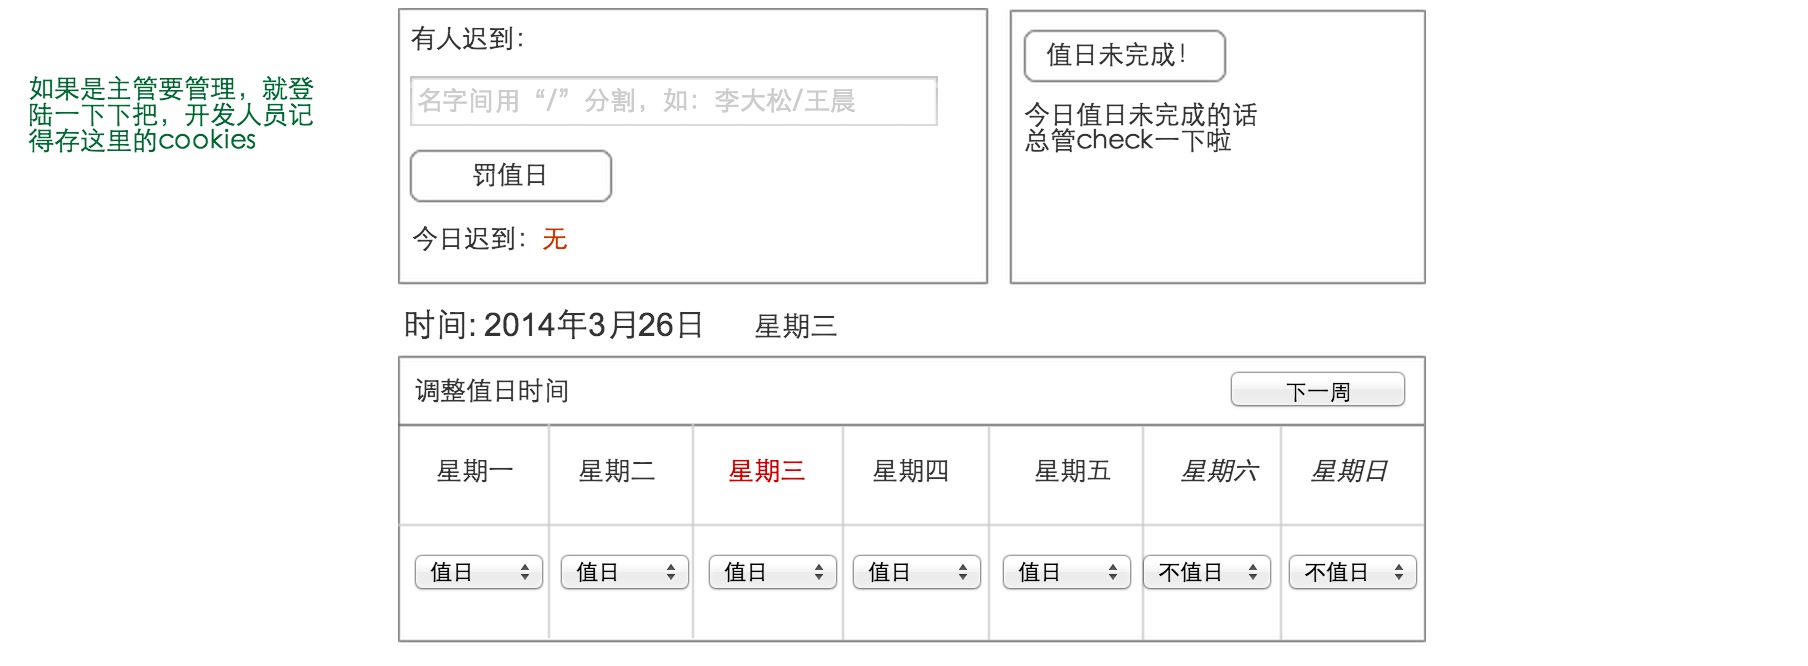 如果是主管要管理，就登
陆一下下把，开发人员记
得存这里的cookies
有人迟到：
名字间用“/”分割，如：李大松/王晨
罚值日
今日迟到：无
值日未完成！
今日值日未完成的话
总管check一下啦
时间: 2014年3月26日 星期三
调整值日时间 下一周
星期一 星期二 星期三 星期四 星期五 星期六 星期日
值日 值日 值日 值日 值日 不值日 不值日